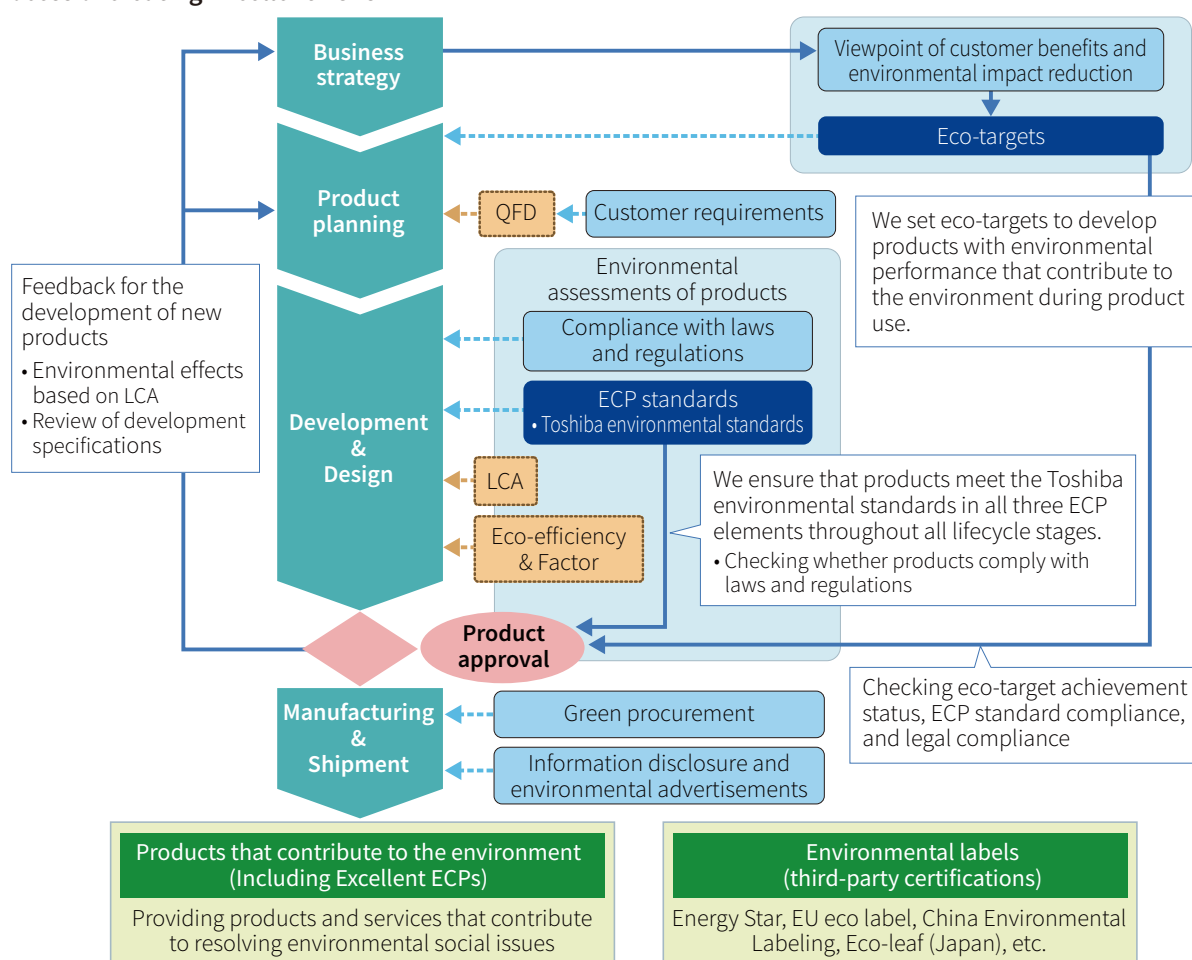 Business
strategy
Viewpoint of customer benefits and
environmental impact reduction
Eco-targets
Product
planning
QFD
Customer requirements
We set eco-targets to develop
products with environmental
performance that contribute to
the environment during product
use.
Feedback for the
development of new
products
• Environmental effects
based on LCA
• Review of development
specifications
Environmental
assessments of products
Compliance with laws
and regulations
ECP standards
• Toshiba environmental standards
Development
&
Design
LCA
Eco-efficiency
& Factor
We ensure that products meet the Toshiba
environmental standards in all three ECP
elements throughout all lifecycle stages.
• Checking whether products comply with
laws and regulations
Product
approval
Checking eco-target achievement
status, ECP standard compliance,
and legal compliance
Manufacturing
&
Shipment
Green procurement
Information disclosure and
environmental advertisements
Products that contribute to the environment
(Including Excellent ECPs)
Providing products and services that contribute
to resolving environmental social issues
Environmental labels
(third-party certifications)
Energy Star, EU eco label, China Environmental
Labeling, Eco-leaf (Japan), etc.